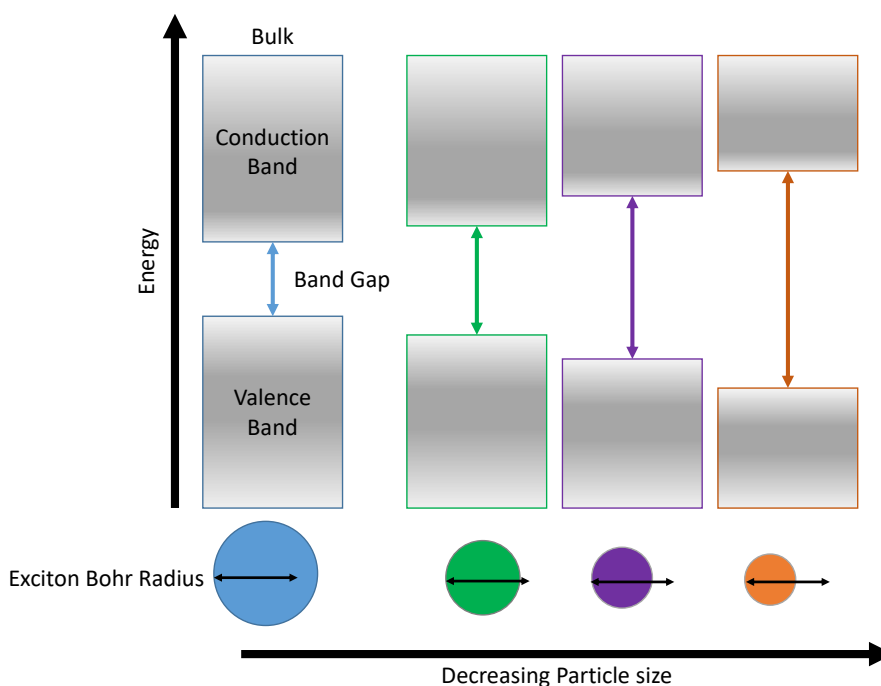 Bulk
Conduction
Band
Energy
Band Gap
Valence
Band
Exciton Bohr Radius
Decreasing Particle size